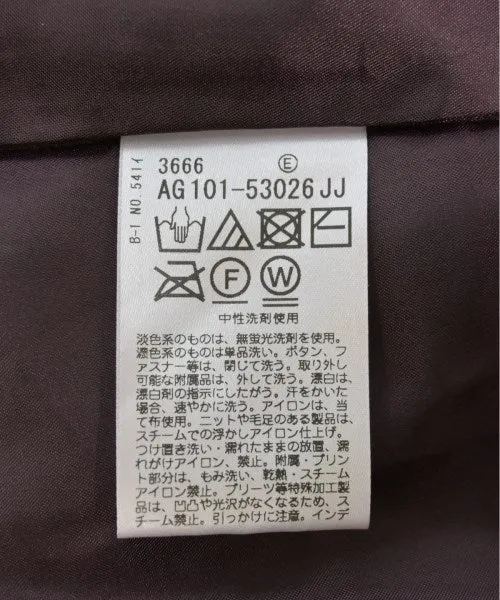 B-1 NO.541イ
3666 Ⓔ
AG101-53026JJ
F W
中性洗剤使用
淡色系のものは、無蛍光洗剤を使用。
濃色系のものは単品洗い。ボタン、フ
ァスナー等は、閉じて洗う。取り外し
可能な附属品は、外して洗う。漂白は、
漂白剤の指示にしたがう。汗をかいた
場合、速やかに洗う。アイロンは、当
て布使用。ニットや毛足のある製品は、
スチームでの浮かしアイロン仕上げ。
つけ置き洗い・濡れたままの放置、濡
れがけアイロン、禁止。附属・プリン
ト部分は、もみ洗い、乾熱・スチーム
アイロン禁止。プリーツ等特殊加工製
品は、凹凸や光沢がなくなるため、ス
チーム禁止。引っかけに注意。インデ